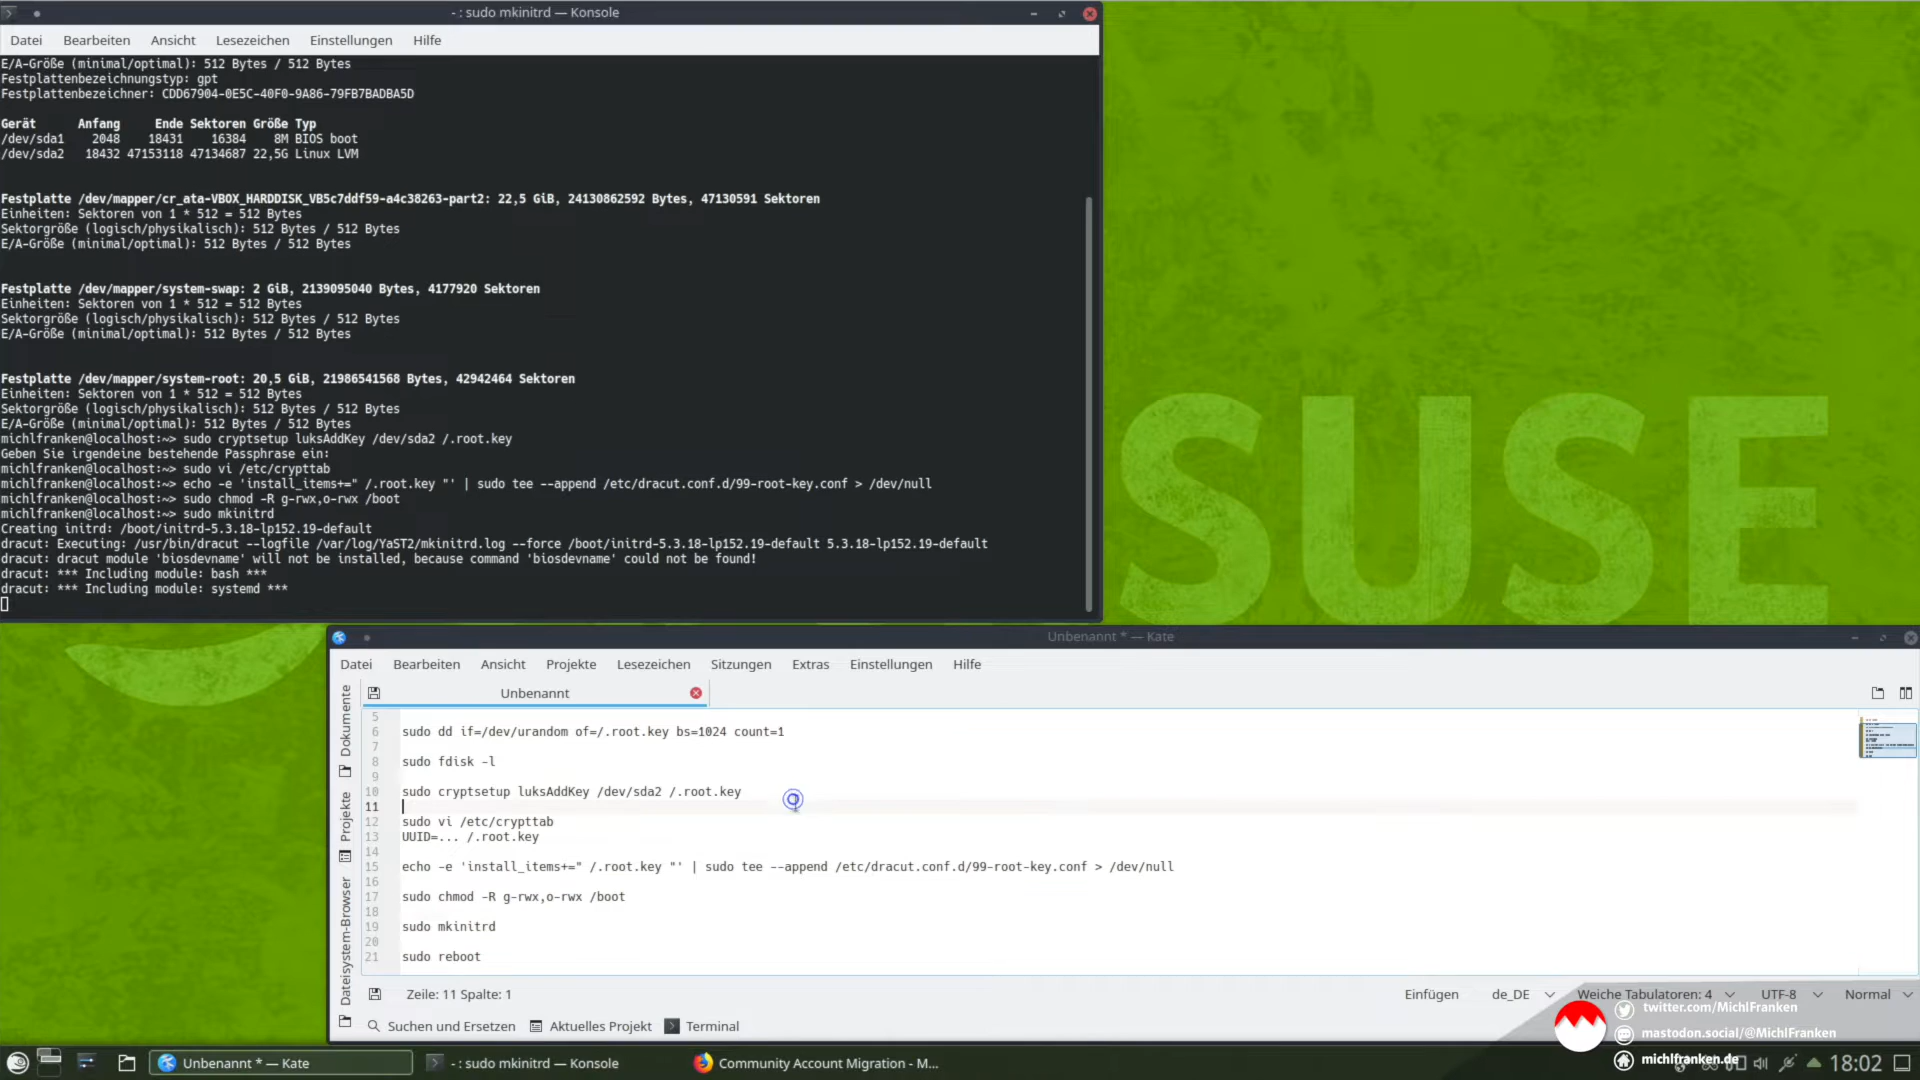 - : sudo mkinitrd — Konsole
Datei Bearbeiten Ansicht Lesezeichen Einstellungen Hilfe
E/A-Größe (minimal/optimal): 512 Bytes / 512 Bytes
Festplattenbezeichnungstyp: gpt
Festplattenbezeichner: CDD67904-0E5C-40F0-9A86-79FB7BADBA5D
Gerät Anfang Ende Sektoren Größe Typ
/dev/sda1 2048 18431 16384 8M BIOS boot
/dev/sda2 18432 47153118 47134687 22,5G Linux LVM
Festplatte /dev/mapper/cr_ata-VBOX_HARDDISK_VB5c7ddf59-a4c38263-part2: 22,5 GiB, 24130862592 Bytes, 47130591 Sektoren
Einheiten: Sektoren von 1 * 512 = 512 Bytes
Sektorgröße (logisch/physikalisch): 512 Bytes / 512 Bytes
E/A-Größe (minimal/optimal): 512 Bytes / 512 Bytes
Festplatte /dev/mapper/system-swap: 2 GiB, 2139095040 Bytes, 4177920 Sektoren
Einheiten: Sektoren von 1 * 512 = 512 Bytes
Sektorgröße (logisch/physikalisch): 512 Bytes / 512 Bytes
E/A-Größe (minimal/optimal): 512 Bytes / 512 Bytes
Festplatte /dev/mapper/system-root: 20,5 GiB, 21986541568 Bytes, 42942464 Sektoren
Einheiten: Sektoren von 1 * 512 = 512 Bytes
Sektorgröße (logisch/physikalisch): 512 Bytes / 512 Bytes
E/A-Größe (minimal/optimal): 512 Bytes / 512 Bytes
michlfranken@localhost:~> sudo cryptsetup luksAddKey /dev/sda2 /.root.key
Geben Sie irgendeine bestehende Passphrase ein:
michlfranken@localhost:~> sudo vi /etc/crypttab
michlfranken@localhost:~> echo -e 'install_items+=" /.root.key "' | sudo tee --append /etc/dracut.conf.d/99-root-key.conf > /dev/null
michlfranken@localhost:~> sudo chmod -R g-rwx,o-rwx /boot
michlfranken@localhost:~> sudo mkinitrd
Creating initrd: /boot/initrd-5.3.18-lp152.19-default
dracut: Executing: /usr/bin/dracut --logfile /var/log/YaST2/mkinitrd.log --force /boot/initrd-5.3.18-lp152.19-default 5.3.18-lp152.19-default
dracut: dracut module 'biosdevname' will not be installed, because command 'biosdevname' could not be found!
dracut: *** Including module: bash ***
dracut: *** Including module: systemd ***
SUSE
Unbenannt * — Kate
Datei Bearbeiten Ansicht Projekte Lesezeichen Sitzungen Extras Einstellungen Hilfe
Dokumente
Projekte
Dateisystem-Browser
Unbenannt
5
6 sudo dd if=/dev/urandom of=/.root.key bs=1024 count=1
7
8 sudo fdisk -l
9
10 sudo cryptsetup luksAddKey /dev/sda2 /.root.key
11
12 sudo vi /etc/crypttab
13 UUID=... /.root.key
14
15 echo -e 'install_items+=" /.root.key "' | sudo tee --append /etc/dracut.conf.d/99-root-key.conf > /dev/null
16
17 sudo chmod -R g-rwx,o-rwx /boot
18
19 sudo mkinitrd
20
21 sudo reboot
Zeile: 11 Spalte: 1 Einfügen de_DE Weiche Tabulatoren: 4 UTF-8 Normal
Suchen und Ersetzen Aktuelles Projekt Terminal
twitter.com/MichlFranken
mastodon.social/@MichlFranken
michlfranken.de
Unbenannt * — Kate - : sudo mkinitrd — Konsole Community Account Migration - M... 18:02